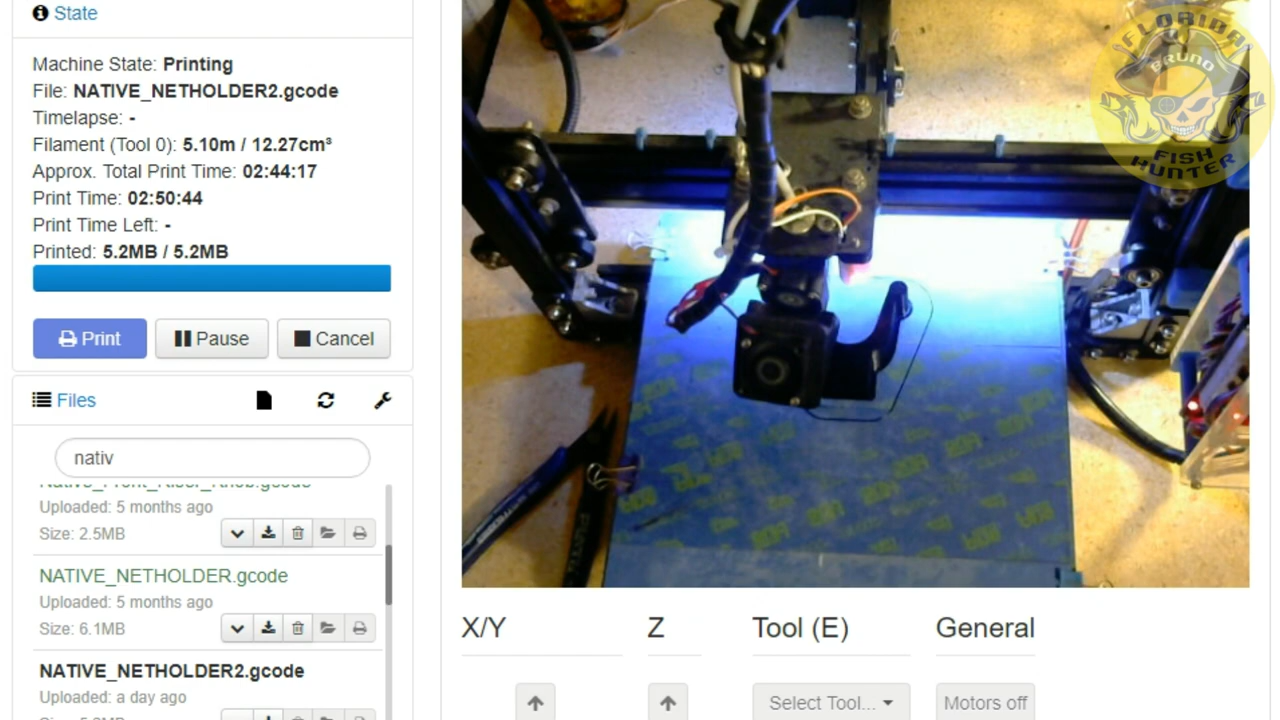 State
Machine State: Printing
File: NATIVE_NETHOLDER2.gcode
Timelapse: -
Filament (Tool 0): 5.10m / 12.27cm³
Approx. Total Print Time: 02:44:17
Print Time: 02:50:44
Print Time Left: -
Printed: 5.2MB / 5.2MB
Print
Pause
Cancel
Files
nativ
Native_Front_Riser_Knob.gcode
Uploaded: 5 months ago
Size: 2.5MB
NATIVE_NETHOLDER.gcode
Uploaded: 5 months ago
Size: 6.1MB
NATIVE_NETHOLDER2.gcode
Uploaded: a day ago
FLORIDA
BRUNO
FISH
HUNTER
X/Y
Z
Tool (E)
General
Select Tool...
Motors off